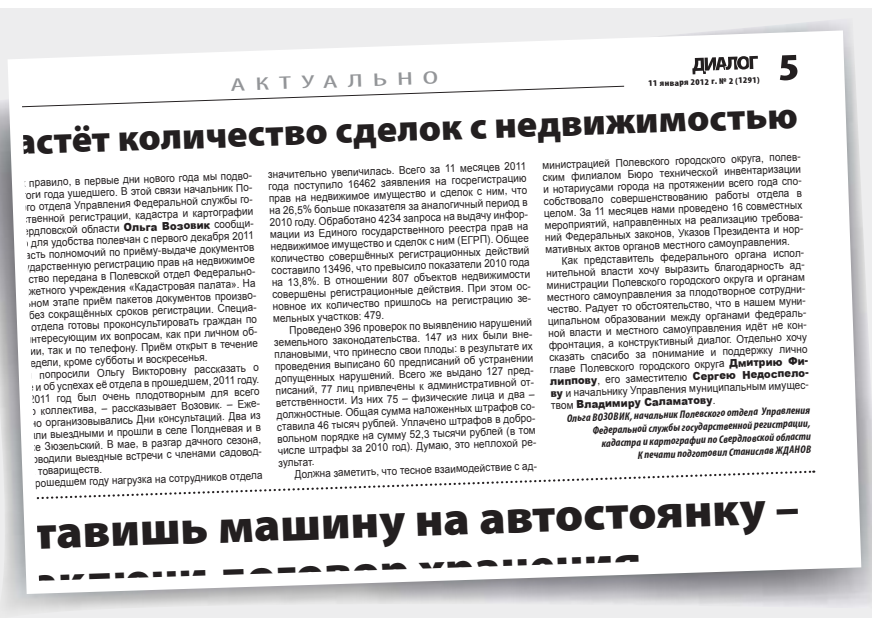 АКТУАЛЬНО
ДИАЛОГ
11 января 2012 г. № 2 (1291)
5
астёт количество сделок с недвижимостью
правило, в первые дни нового года мы подво-
оги года ушедшего. В этой связи начальник По-
го отдела Управления Федеральной службы го-
ственной регистрации, кадастра и картографии
рдловской области Ольга Возовик сообщи-
для удобства полевчан с первого декабря 2011
асть полномочий по приёму-выдаче документов
ударственную регистрацию прав на недвижимое
ство передана в Полевской отдел Федерально-
жетного учреждения «Кадастровая палата». На
ном этапе приём пакетов документов произво-
без сокращённых сроков регистрации. Специа-
отдела готовы проконсультировать граждан по
нтересующим их вопросам, как при личном об-
ии, так и по телефону. Приём открыт в течение
едели, кроме субботы и воскресенья.
попросили Ольгу Викторовну рассказать о
и об успехах её отдела в прошедшем, 2011 году.
2011 год был очень плодотворным для всего
коллектива, – рассказывает Возовик. – Еже-
но организовывались Дни консультаций. Два из
ли выездными и прошли в селе Полдневая и в
е Зюзельский. В мае, в разгар дачного сезона,
оводили выездные встречи с членами садовод-
товариществ.
рошедшем году нагрузка на сотрудников отдела
значительно увеличилась. Всего за 11 месяцев 2011
года поступило 16462 заявления на госрегистрацию
прав на недвижимое имущество и сделок с ним, что
на 26,5% больше показателя за аналогичный период в
2010 году. Обработано 4234 запроса на выдачу инфор-
мации из Единого государственного реестра прав на
недвижимое имущество и сделок с ним (ЕГРП). Общее
количество совершённых регистрационных действий
составило 13496, что превысило показатели 2010 года
на 13,8%. В отношении 807 объектов недвижимости
совершены регистрационные действия. При этом ос-
новное их количество пришлось на регистрацию зе-
мельных участков: 479.
Проведено 396 проверок по выявлению нарушений
земельного законодательства. 147 из них были вне-
плановыми, что принесло свои плоды: в результате их
проведения выписано 60 предписаний об устранении
допущенных нарушений. Всего же выдано 127 пред-
писаний, 77 лиц привлечены к административной от-
ветственности. Из них 75 – физические лица и два –
должностные. Общая сумма наложенных штрафов со-
ставила 46 тысяч рублей. Уплачено штрафов в добро-
вольном порядке на сумму 52,3 тысячи рублей (в том
числе штрафы за 2010 год). Думаю, это неплохой ре-
зультат.
Должна заметить, что тесное взаимодействие с ад-
министрацией Полевского городского округа, полев-
ским филиалом Бюро технической инвентаризации
и нотариусами города на протяжении всего года спо-
собствовало совершенствованию работы отдела в
целом. За 11 месяцев нами проведено 16 совместных
мероприятий, направленных на реализацию требова-
ний Федеральных законов, Указов Президента и нор-
мативных актов органов местного самоуправления.
Как представитель федерального органа испол-
нительной власти хочу выразить благодарность ад-
министрации Полевского городского округа и органам
местного самоуправления за плодотворное сотрудни-
чество. Радует то обстоятельство, что в нашем муни-
ципальном образовании между органами федераль-
ной власти и местного самоуправления идёт не кон-
фронтация, а конструктивный диалог. Отдельно хочу
сказать спасибо за понимание и поддержку лично
главе Полевского городского округа Дмитрию Фи-
липпову, его заместителю Сергею Недоспело-
ву и начальнику Управления муниципальным имущес-
твом Владимиру Саламатову.
Ольга ВОЗОВИК, начальник Полевского отдела Управления
Федеральной службы государственной регистрации,
кадастра и картографии по Свердловской области
К печати подготовил Станислав ЖДАНОВ
тавишь машину на автостоянку –
аключи договор хранения